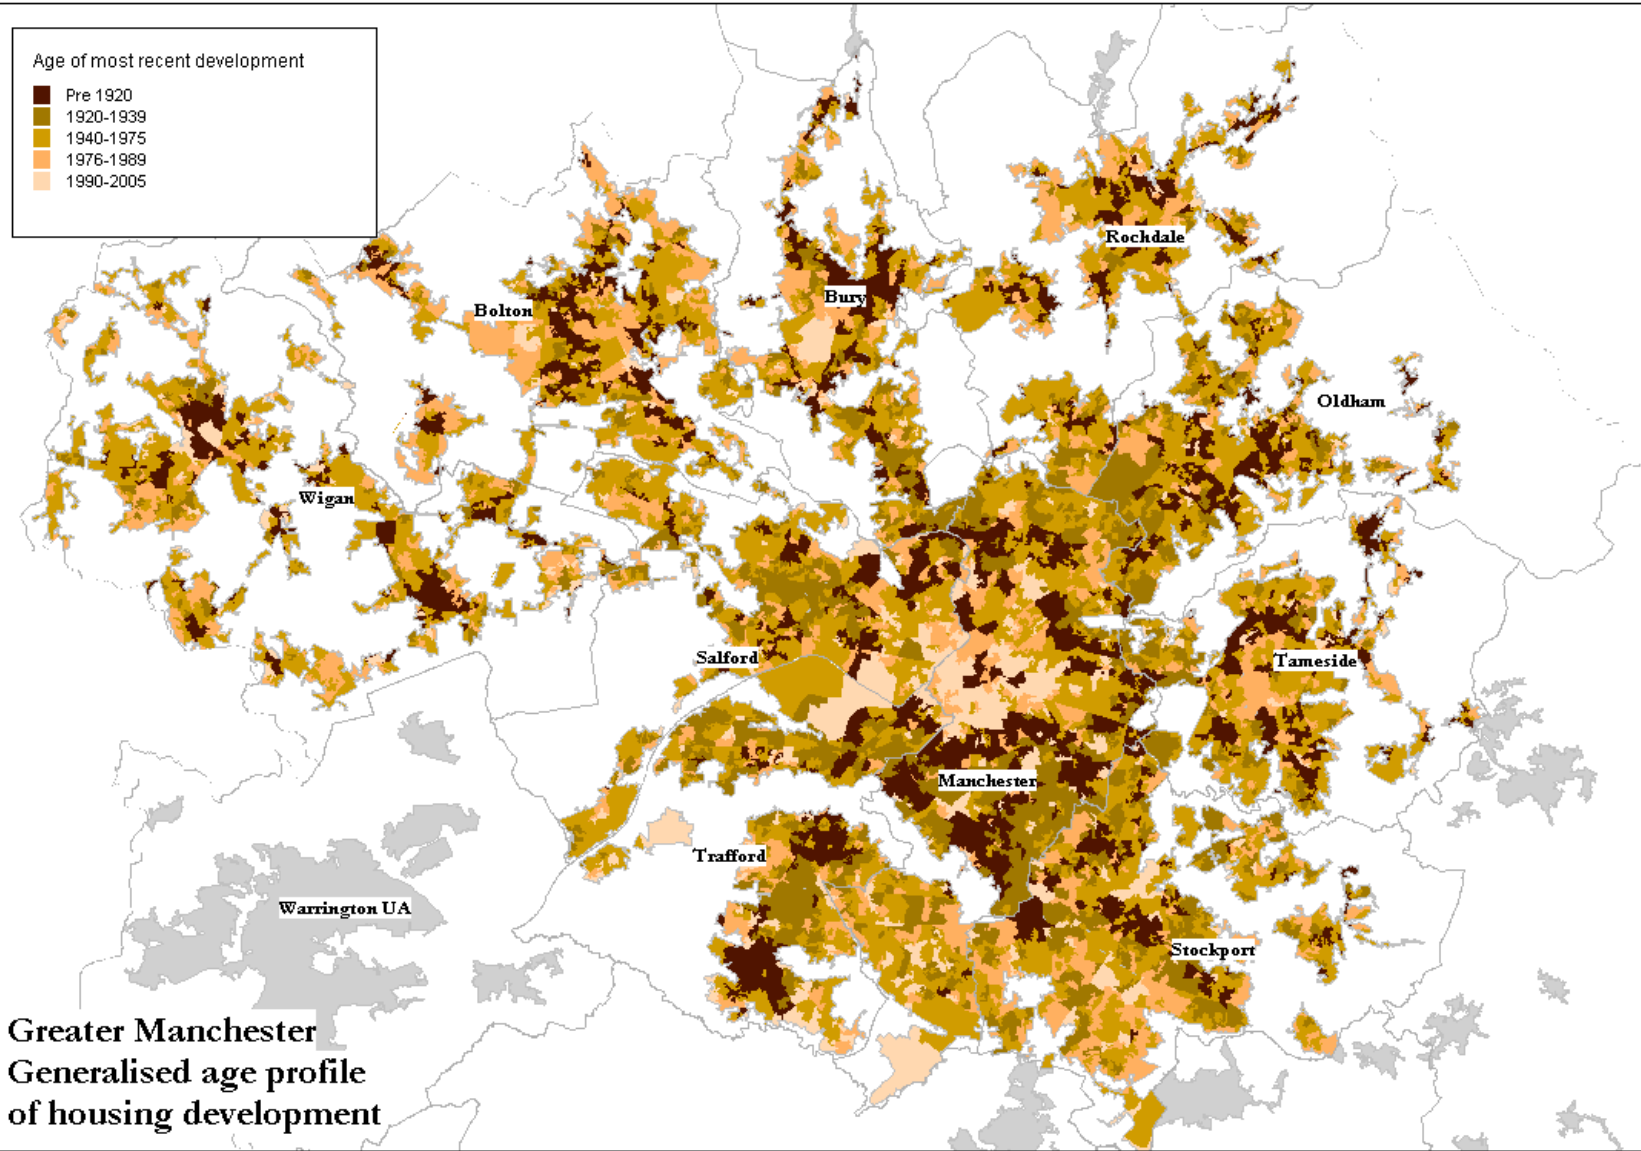 Age of most recent development
Pre 1920
1920-1939
1940-1975
1976-1989
1990-2005
Rochdale
Bury
Bolton
Oldham
Wigan
Salford
Tameside
Manchester
Trafford
Warrington UA
Stockport
Greater Manchester
Generalised age profile
of housing development